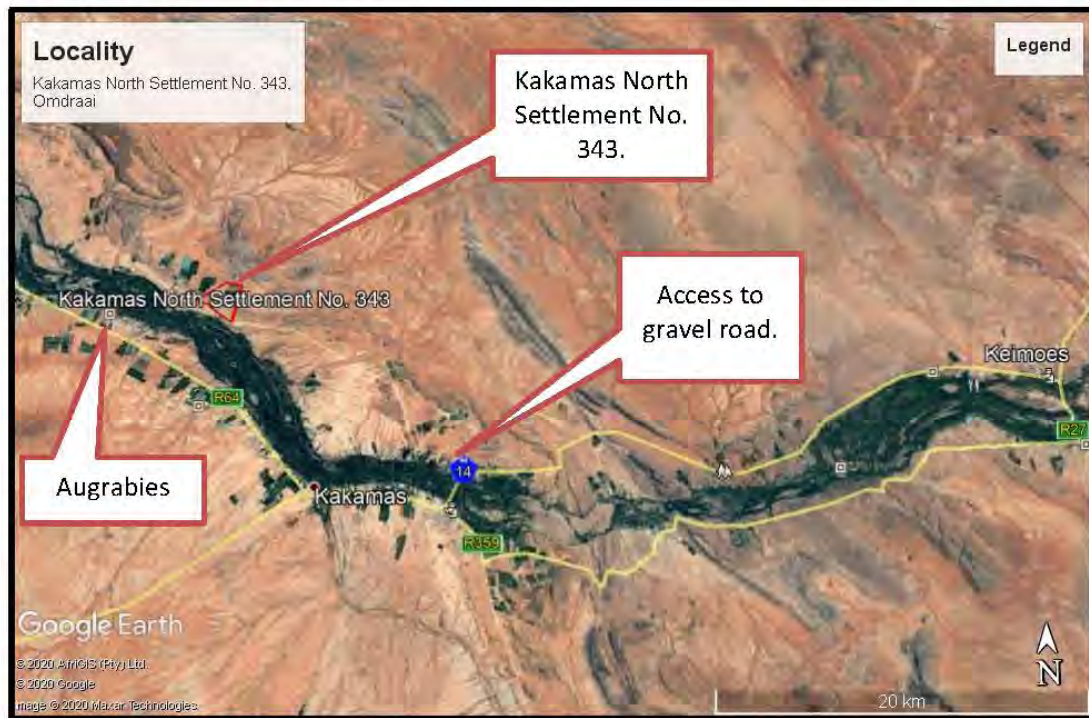 Locality
Kakamas North Settlement No. 343,
Omdraai
Legend
Kakamas North
Settlement No.
343.
Access to
gravel road.
Kakamas North Settlement No. 343
Keimoes
R64
R27
14
Augrabies
Kakamas
R359
Google Earth
© 2020 AfriGIS (Pty) Ltd.
© 2020 Google
mage © 2020 Maxar Technologies
N
20 km